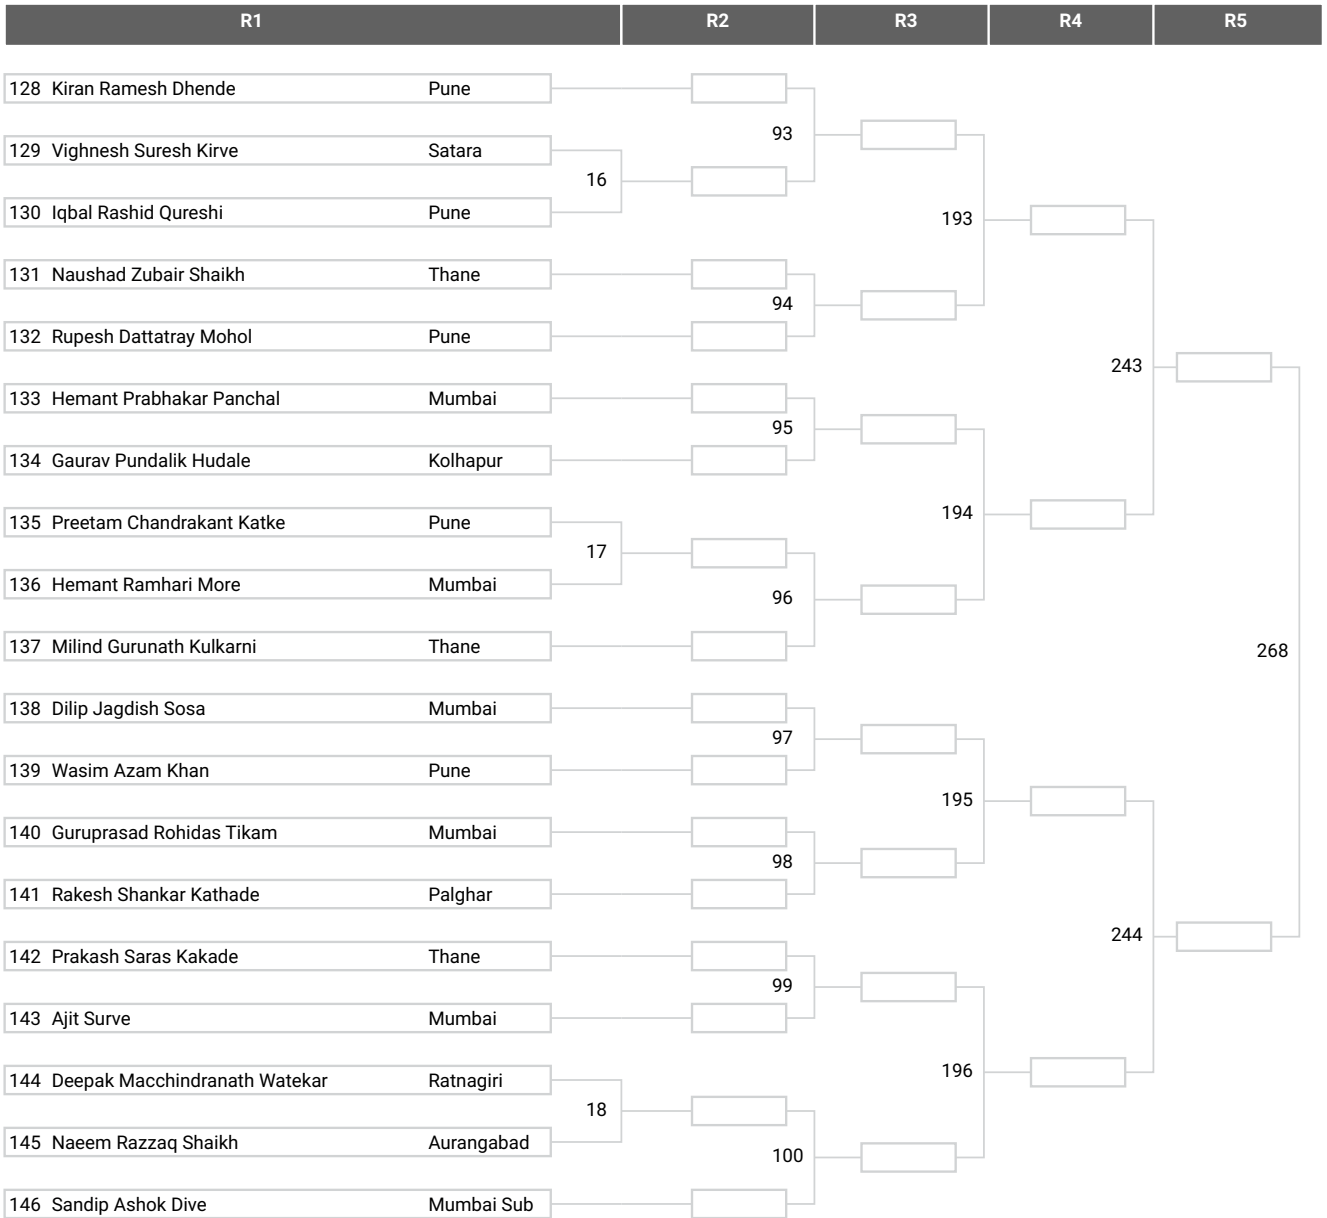 R1 R2 R3 R4 R5
128 Kiran Ramesh Dhende Pune
93
129 Vighnesh Suresh Kirve Satara
16
130 Iqbal Rashid Qureshi Pune
193
131 Naushad Zubair Shaikh Thane
94
132 Rupesh Dattatray Mohol Pune
243
133 Hemant Prabhakar Panchal Mumbai
95
134 Gaurav Pundalik Hudale Kolhapur
194
135 Preetam Chandrakant Katke Pune
17
136 Hemant Ramhari More Mumbai
96
137 Milind Gurunath Kulkarni Thane
268
138 Dilip Jagdish Sosa Mumbai
97
139 Wasim Azam Khan Pune
195
140 Guruprasad Rohidas Tikam Mumbai
98
141 Rakesh Shankar Kathade Palghar
244
142 Prakash Saras Kakade Thane
99
143 Ajit Surve Mumbai
196
144 Deepak Macchindranath Watekar Ratnagiri
18
145 Naeem Razzaq Shaikh Aurangabad
100
146 Sandip Ashok Dive Mumbai Sub